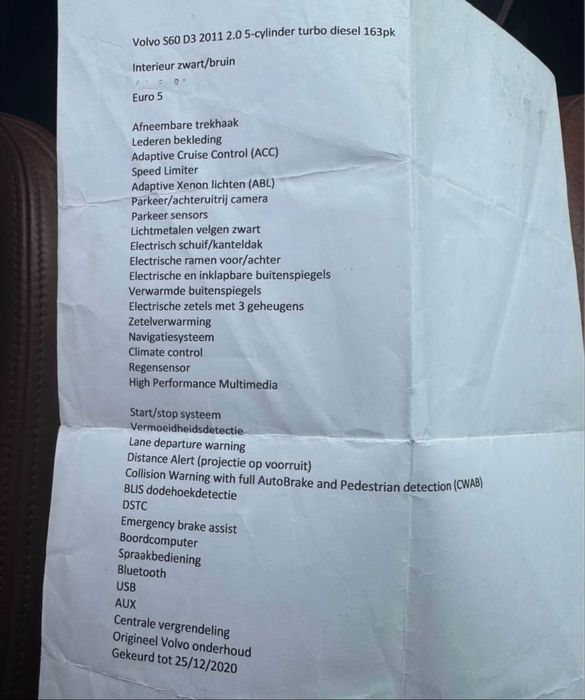 Volvo S60 D3 2011 2.0 5-cylinder turbo diesel 163pk
Interieur zwart/bruin
Euro 5
Afneembare trekhaak
Lederen bekleding
Adaptive Cruise Control (ACC)
Speed Limiter
Adaptive Xenon lichten (ABL)
Parkeer/achteruitrij camera
Parkeer sensors
Lichtmetalen velgen zwart
Electrisch schuif/kanteldak
Electrische ramen voor/achter
Electrische en inklapbare buitenspiegels
Verwarmde buitenspiegels
Electrische zetels met 3 geheugens
Zetelverwarming
Navigatiesysteem
Climate control
Regensensor
High Performance Multimedia
Start/stop systeem
Vermoeidheidsdetectie
Lane departure warning
Distance Alert (projectie op voorruit)
Collision Warning with full AutoBrake and Pedestrian detection (CWAB)
BLIS dodehoekdetectie
DSTC
Emergency brake assist
Boordcomputer
Spraakbediening
Bluetooth
USB
AUX
Centrale vergrendeling
Origineel Volvo onderhoud
Gekeurd tot 25/12/2020